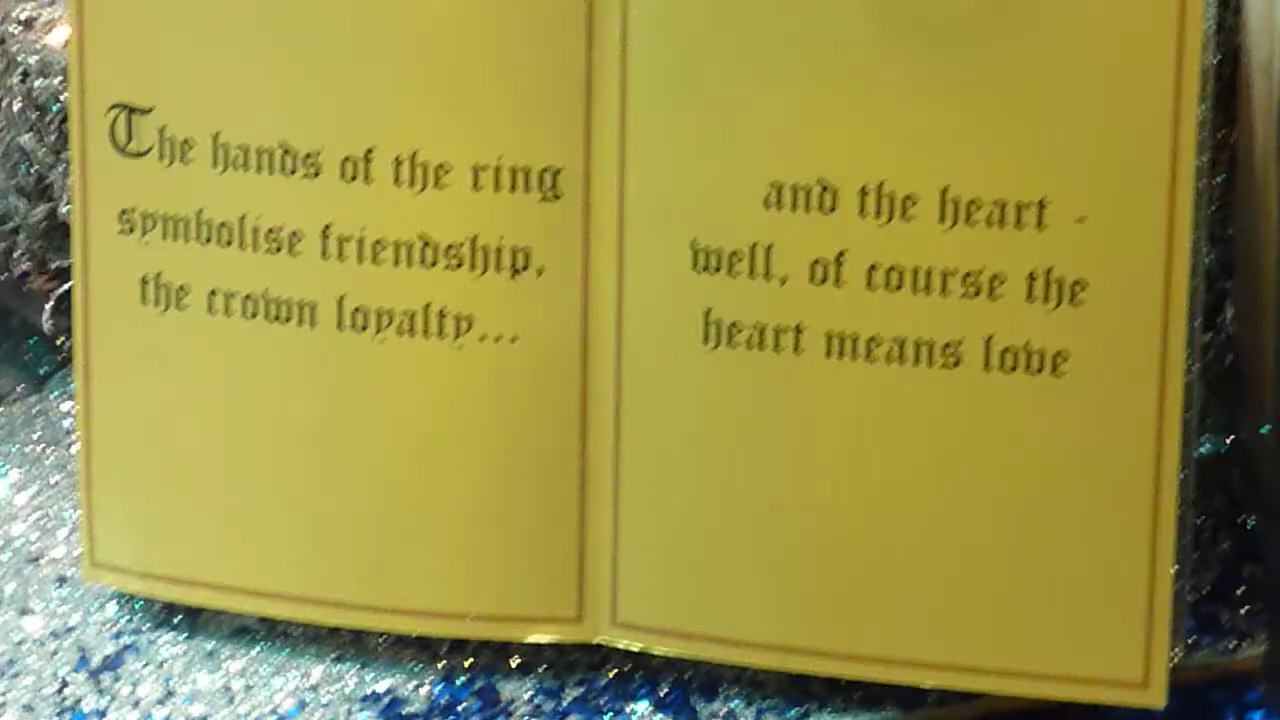 The hands of the ring
symbolise friendship,
the crown loyalty...
and the heart -
well, of course the
heart means love